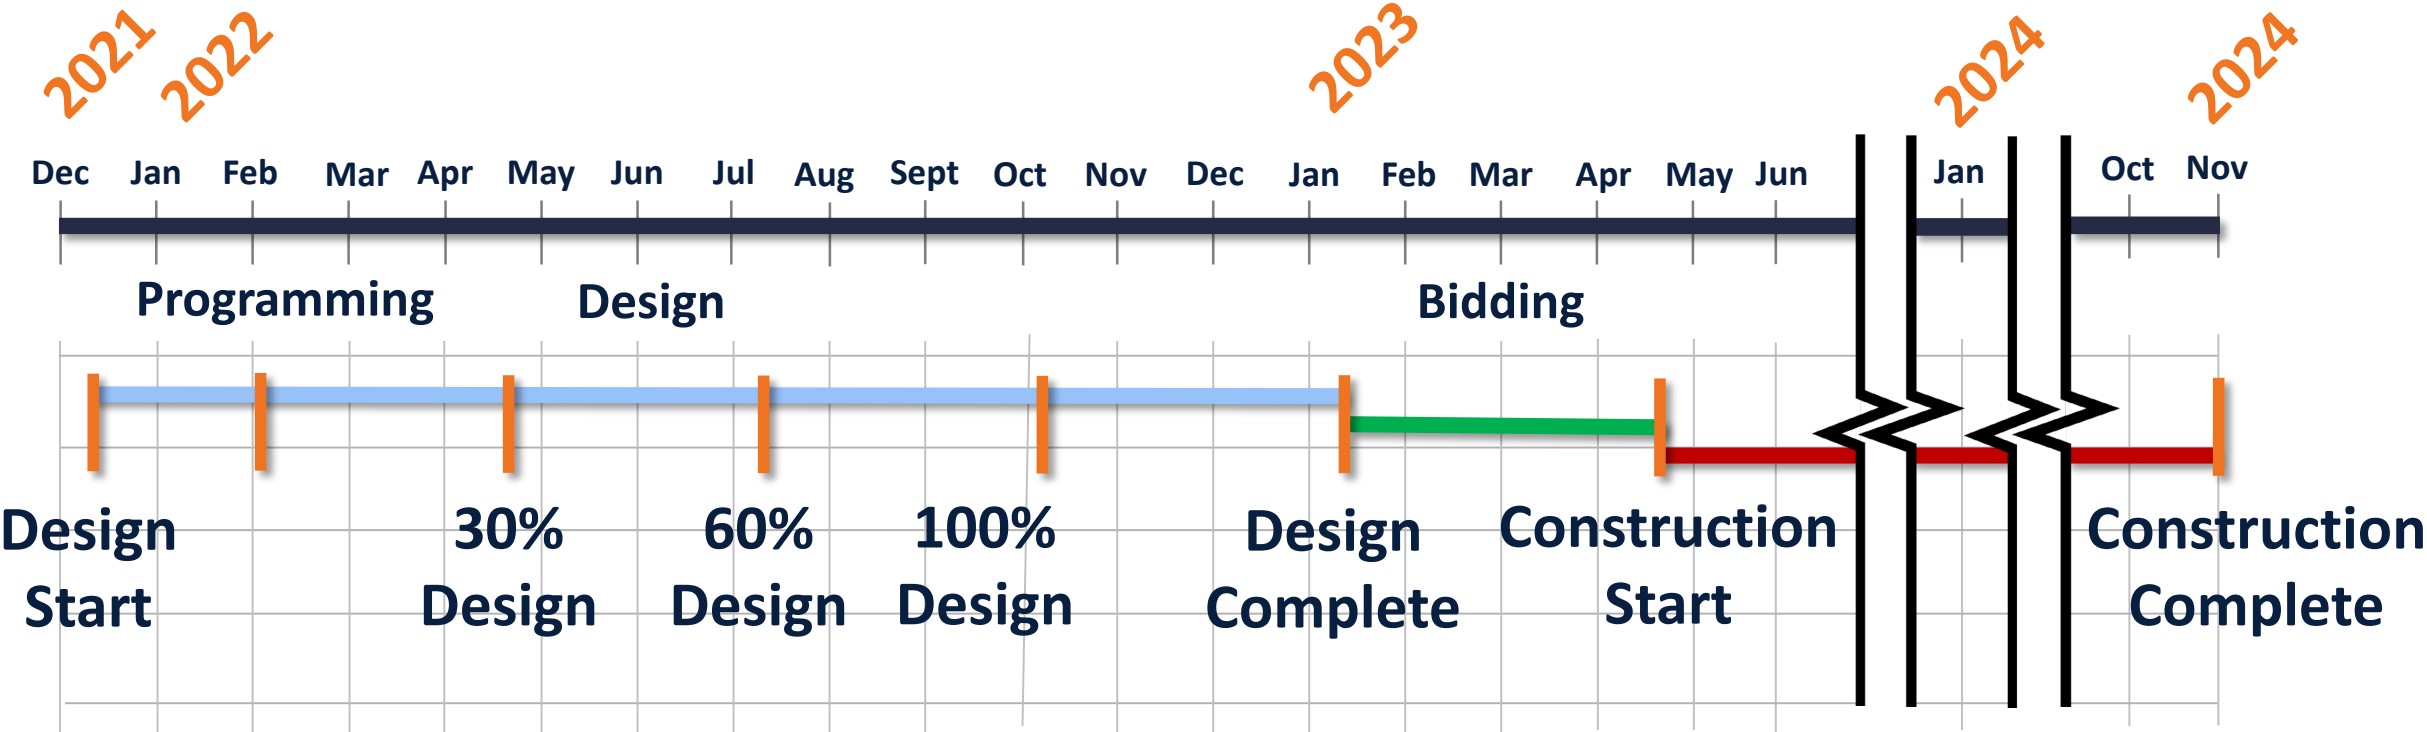 2021 2022 2023 2024 2024
Dec Jan Feb Mar Apr May Jun Jul Aug Sept Oct Nov Dec Jan Feb Mar Apr May Jun Jan Oct Nov
Programming Design Bidding
Design 30% 60% 100% Design Construction Construction
Start Design Design Design Complete Start Complete